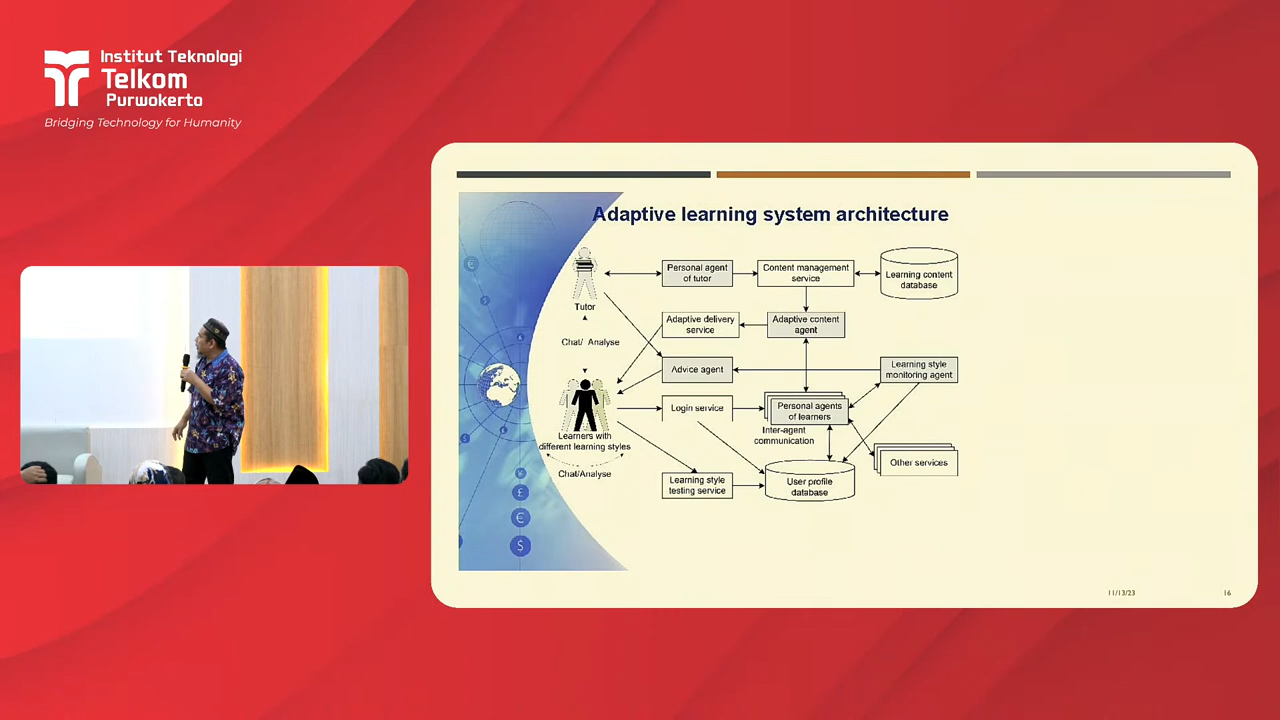 Institut Teknologi
Telkom
Purwokerto
Bridging Technology for Humanity
Adaptive learning system architecture
Tutor
Personal agent
of tutor
Content management
service
Learning content
database
Chat/ Analyse
Adaptive delivery
service
Adaptive content
agent
Advice agent
Learning style
monitoring agent
Learners with
different learning styles
Login service
Personal agents
of learners
Inter-agent
communication
Chat/Analyse
Learning style
testing service
User profile
database
Other services
€
$
¥
£
€
$
11/13/23
16